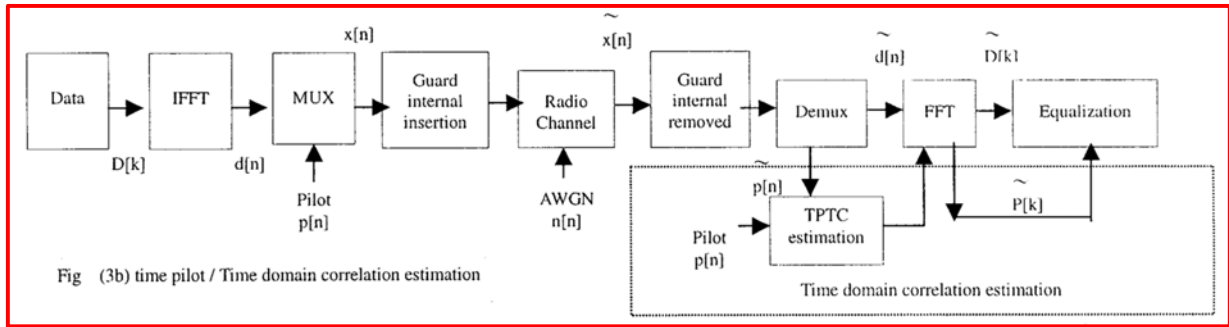 x[n]
~
x[n]
~
d[n]
~
D[k]
Data
IFFT
MUX
Guard
internal
insertion
Radio
Channel
Guard
internal
removed
Demux
FFT
Equalization
D[k]
d[n]
Pilot
p[n]
AWGN
n[n]
~
p[n]
~
P[k]
TPTC
estimation
Pilot
p[n]
Fig (3b) time pilot / Time domain correlation estimation
Time domain correlation estimation